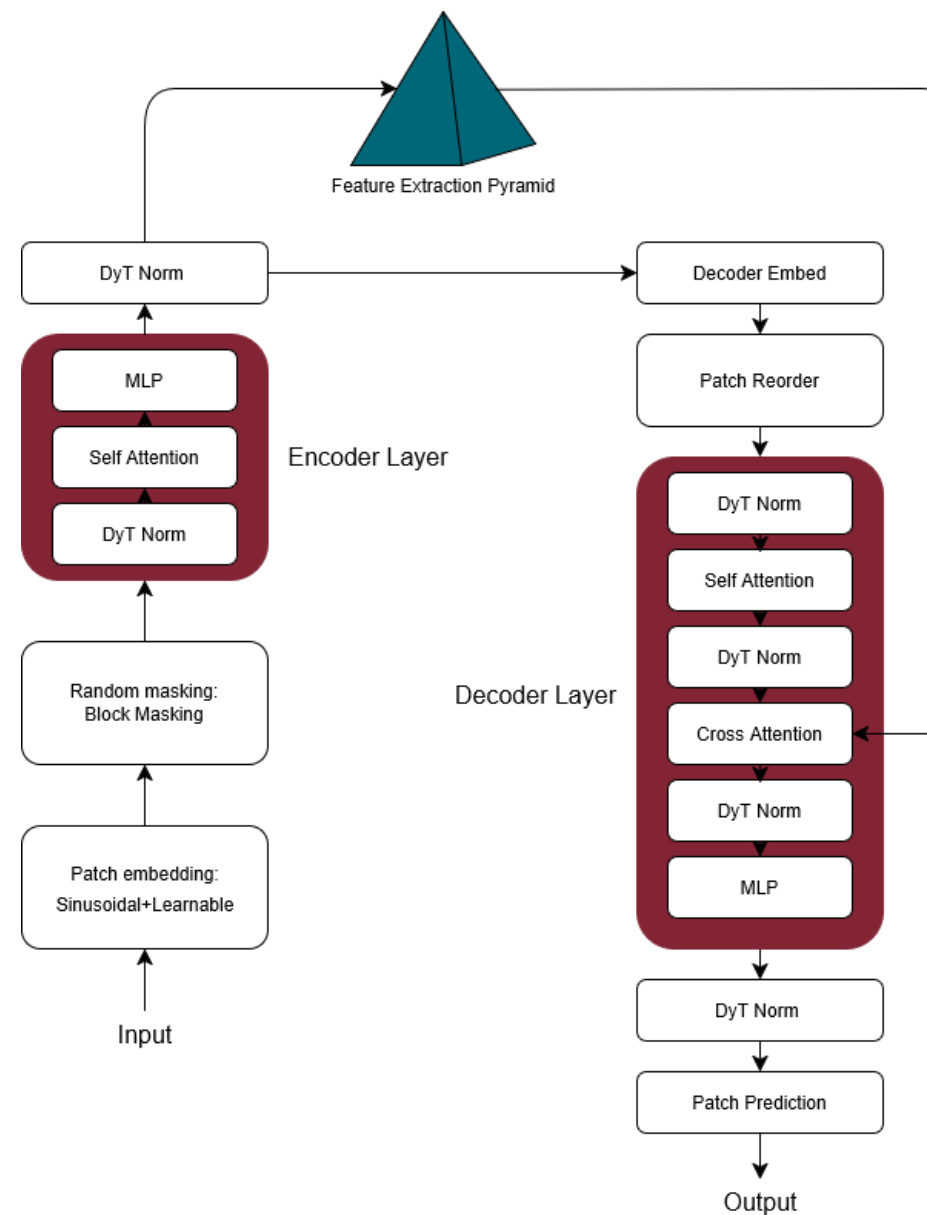 Feature Extraction Pyramid
DyT Norm
MLP
Self Attention
DyT Norm
Encoder Layer
Random masking:
Block Masking
Patch embedding:
Sinusoidal+Learnable
Input
Decoder Embed
Patch Reorder
DyT Norm
Self Attention
DyT Norm
Decoder Layer
Cross Attention
DyT Norm
MLP
DyT Norm
Patch Prediction
Output